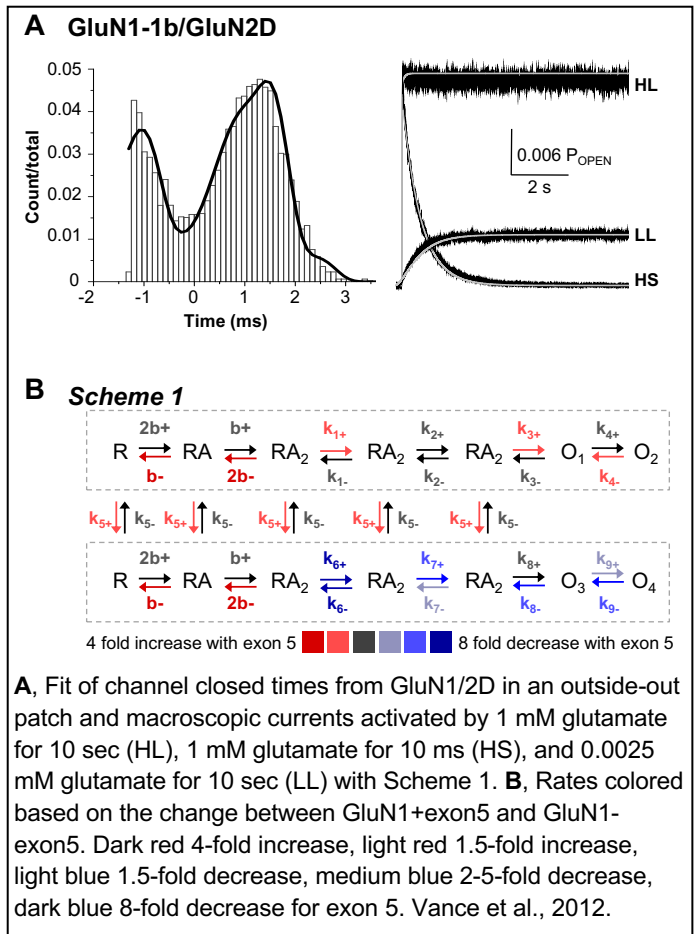 A GluN1-1b/GluN2D
0.05
0.04
0.03
0.02
0.01
0
Count/total
-2 -1 0 1 2 3
Time (ms)
HL
0.006 P_OPEN
2 s
LL
HS
B Scheme 1
2b+ b+ k1+ k2+ k3+ k4+
R RA RA2 RA2 RA2 O1 O2
b- 2b- k1- k2- k3- k4-
k5+ k5- k5+ k5- k5+ k5- k5+ k5- k5+ k5-
2b+ b+ k6+ k7+ k8+ k9+
R RA RA2 RA2 RA2 O3 O4
b- 2b- k6- k7- k8- k9-
4 fold increase with exon 5 8 fold decrease with exon 5
A, Fit of channel closed times from GluN1/2D in an outside-out
patch and macroscopic currents activated by 1 mM glutamate
for 10 sec (HL), 1 mM glutamate for 10 ms (HS), and 0.0025
mM glutamate for 10 sec (LL) with Scheme 1. B, Rates colored
based on the change between GluN1+exon5 and GluN1-
exon5. Dark red 4-fold increase, light red 1.5-fold increase,
light blue 1.5-fold decrease, medium blue 2-5-fold decrease,
dark blue 8-fold decrease for exon 5. Vance et al., 2012.